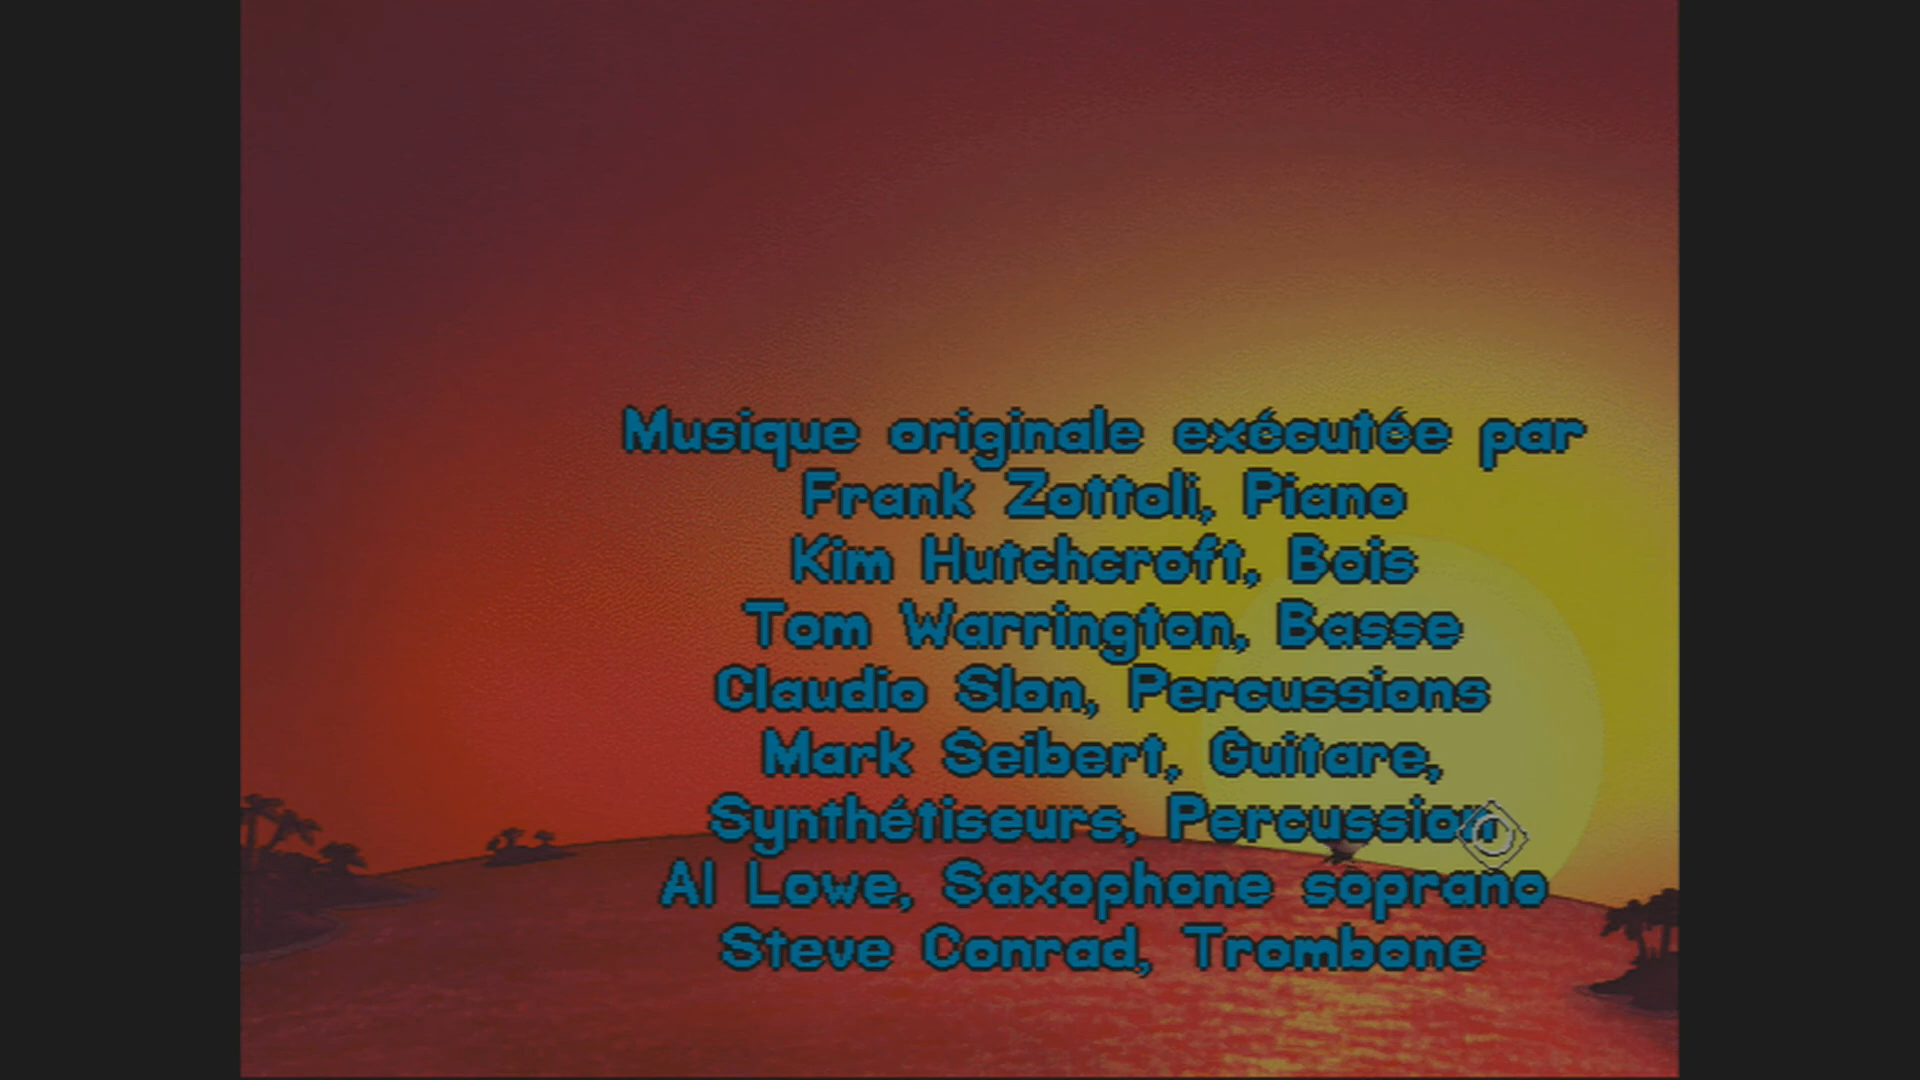 Musique originale exécutée par
Frank Zottoli, Piano
Kim Hutchcroft, Bois
Tom Warrington, Basse
Claudio Slon, Percussions
Mark Seibert, Guitare,
Synthétiseurs, Percussion
Al Lowe, Saxophone soprano
Steve Conrad, Trombone